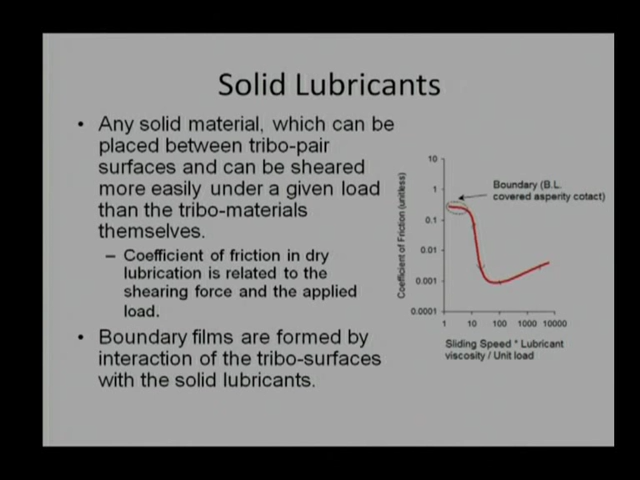 Solid Lubricants
• Any solid material, which can be
placed between tribo-pair
surfaces and can be sheared
more easily under a given load
than the tribo-materials
themselves.
– Coefficient of friction in dry
lubrication is related to the
shearing force and the applied
load.
• Boundary films are formed by
interaction of the tribo-surfaces
with the solid lubricants.
Coefficient of Friction (unitless)
10
1
0.1
0.01
0.001
0.0001
Boundary (B.L.
covered asperity cotact)
1 10 100 1000 10000
Sliding Speed * Lubricant
viscosity / Unit load